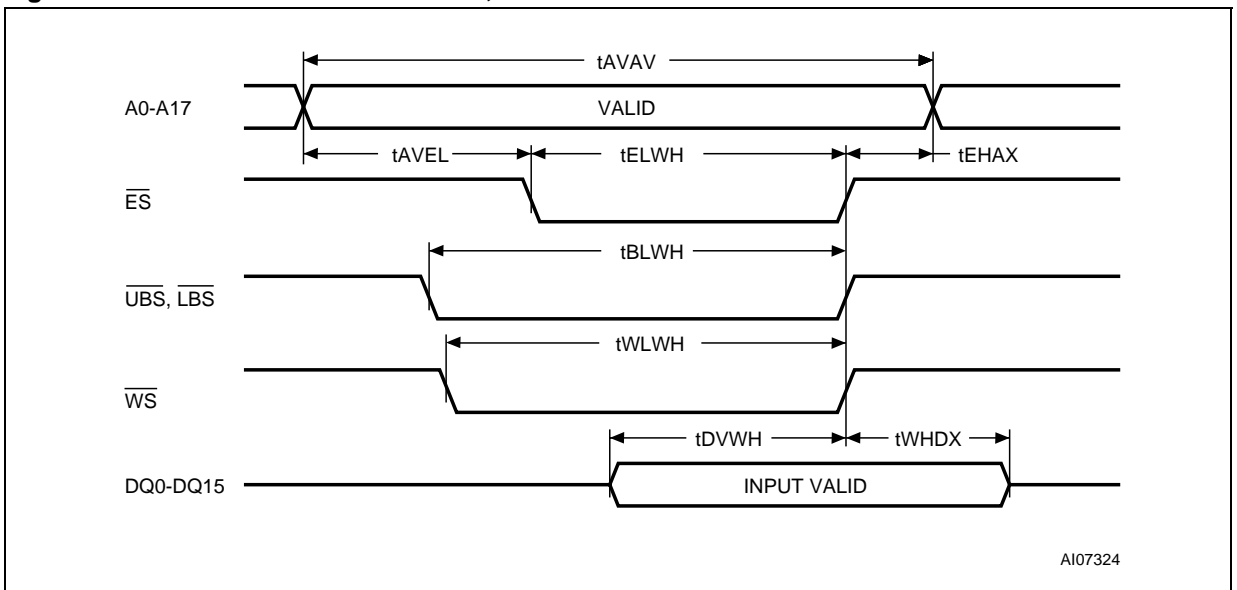 tAVAV
A0-A17
VALID
tAVEL
tELWH
tEHAX
ES
tBLWH
UBS, LBS
tWLWH
WS
tDVWH
tWHDX
DQ0-DQ15
INPUT VALID
AI07324